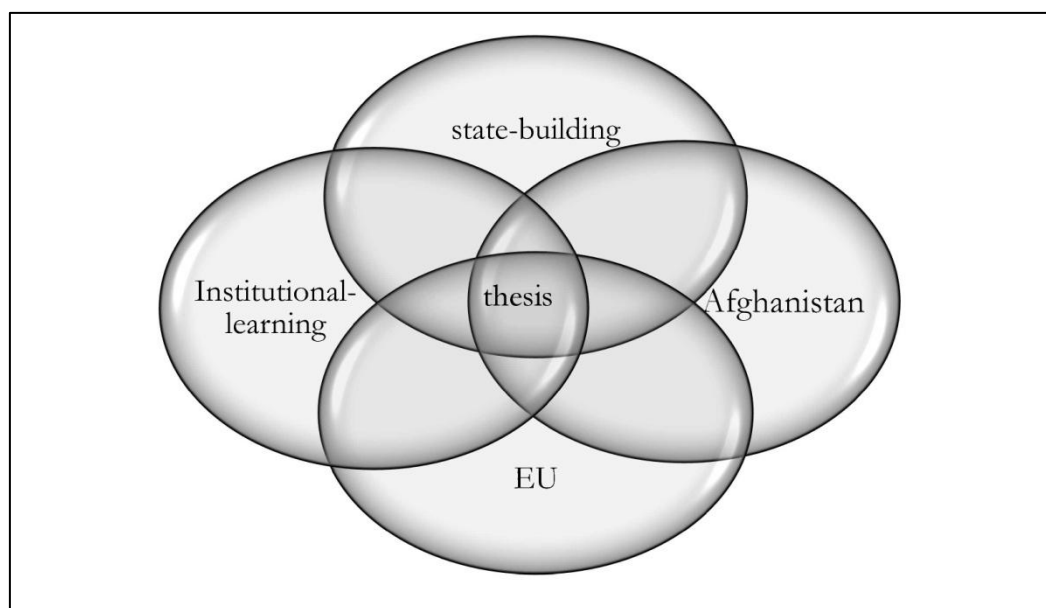 state-building
Institutional-
learning
thesis
Afghanistan
EU